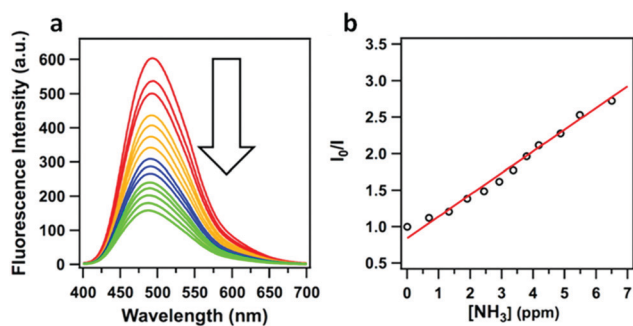 a
Fluorescence Intensity (a.u.)
600
500
400
300
200
100
0
400 450 500 550 600 650 700
Wavelength (nm)
b
I₀/I
3.5
3.0
2.5
2.0
1.5
1.0
0.5
0 1 2 3 4 5 6 7
[NH₃] (ppm)